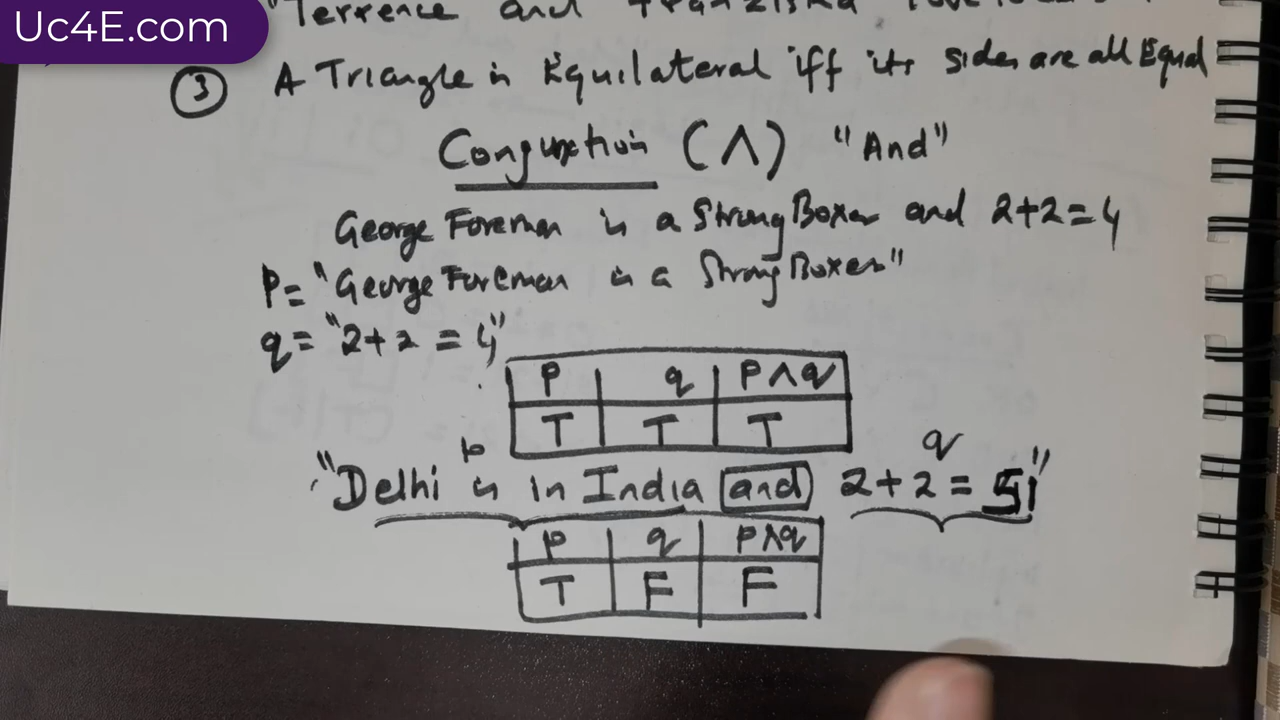 Uc4E.com
"Terrence and
③ A Triangle is Equilateral iff its sides are all Equal
Conjunction (∧) "And"
George Foreman is a Strong Boxer and 2+2=4
P= "George Foreman is a Strong Boxer"
q= "2+2 = 4"
P q P∧q
T T T
p q
"Delhi is in India and 2+2 = 5"
P q P∧q
T F F